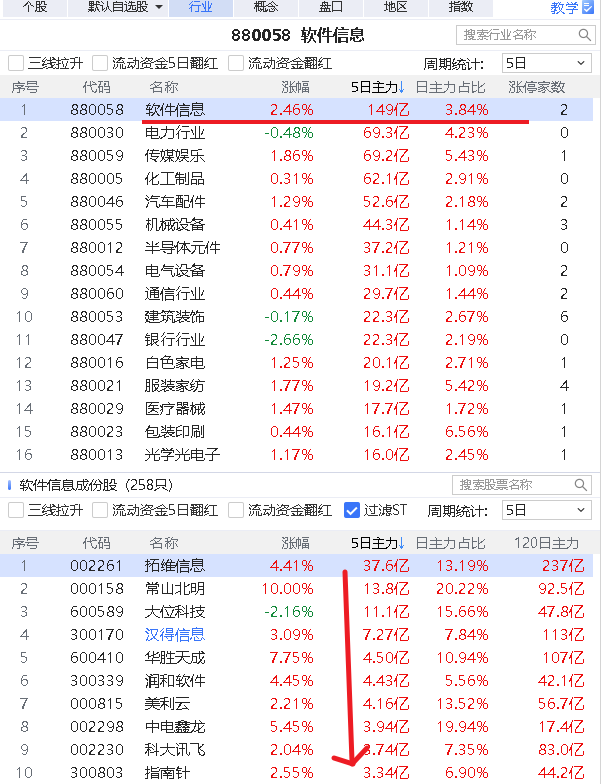 个股 默认自选股 行业 概念 盘口 地区 指数 教学
880058 软件信息 搜索行业名称
三线拉升 流动资金5日翻红 流动资金翻红 周期统计: 5日
序号 代码 名称 涨幅 5日主力↓ 日主力占比 涨停家数
1 880058 软件信息 2.46% 149亿 3.84% 2
2 880030 电力行业 -0.48% 69.3亿 4.23% 0
3 880059 传媒娱乐 1.86% 69.2亿 5.43% 1
4 880005 化工制品 0.31% 62.1亿 2.91% 0
5 880046 汽车配件 1.29% 52.6亿 2.18% 2
6 880055 机械设备 0.41% 44.3亿 1.14% 3
7 880012 半导体元件 0.77% 37.2亿 1.21% 0
8 880054 电气设备 0.79% 31.1亿 1.09% 2
9 880060 通信行业 0.44% 29.7亿 1.44% 2
10 880053 建筑装饰 -0.17% 22.3亿 2.67% 6
11 880047 银行行业 -2.66% 22.3亿 2.19% 0
12 880016 白色家电 1.25% 20.1亿 2.71% 1
13 880021 服装家纺 1.77% 19.2亿 5.42% 4
14 880029 医疗器械 1.47% 17.7亿 1.72% 1
15 880023 包装印刷 0.44% 16.1亿 6.56% 1
16 880013 光学光电子 1.17% 16.0亿 2.45% 1
软件信息成份股 (258只) 搜索股票名称
三线拉升 流动资金5日翻红 流动资金翻红 过滤ST 周期统计: 5日
序号 代码 名称 涨幅 5日主力↓ 日主力占比 120日主力
1 002261 拓维信息 4.41% 37.6亿 13.19% 237亿
2 000158 常山北明 10.00% 13.8亿 20.22% 92.5亿
3 600589 大位科技 -2.16% 11.1亿 15.66% 47.8亿
4 300170 汉得信息 3.09% 7.27亿 7.84% 113亿
5 600410 华胜天成 7.75% 4.50亿 10.94% 107亿
6 300339 润和软件 4.45% 4.43亿 5.56% 42.1亿
7 000815 美利云 2.21% 4.16亿 13.52% 56.7亿
8 002298 中电鑫龙 5.45% 3.94亿 19.94% 17.4亿
9 002230 科大讯飞 2.04% 3.74亿 7.35% 83.0亿
10 300803 指南针 2.55% 3.34亿 6.90% 44.2亿